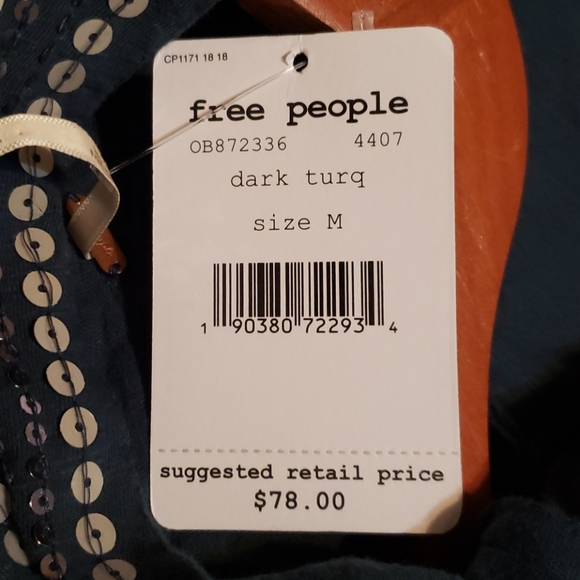 CP1171 18 18
free people
OB872336 4407
dark turq
size M
1 90380 72293 4
suggested retail price
$78.00